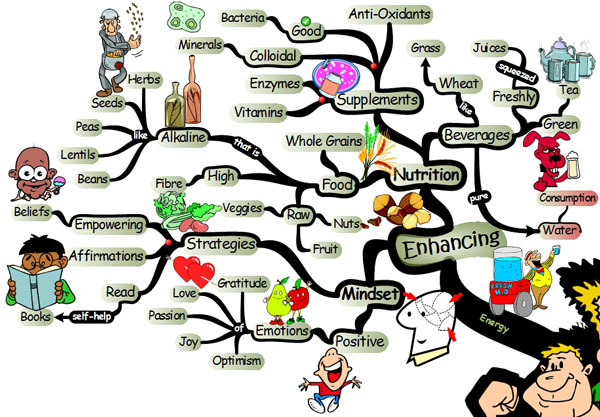 Bacteria
Good
Anti-Oxidants
Minerals
Colloidal
Enzymes
Vitamins
Supplements
Grass
Wheat
like
Juices
squeezed
Freshly
Tea
Green
Beverages
pure
Consumption
Water
Herbs
Seeds
Peas
like
Lentils
Beans
Alkaline
that is
Whole Grains
Fibre
High
Food
Nutrition
Veggies
Raw
Nuts
Fruit
Beliefs
Empowering
Affirmations
Strategies
Read
self-help
Books
Enhancing
Energy
FRESH
H2O
Mindset
Gratitude
Love
Passion
of
Joy
Optimism
Emotions
Positive